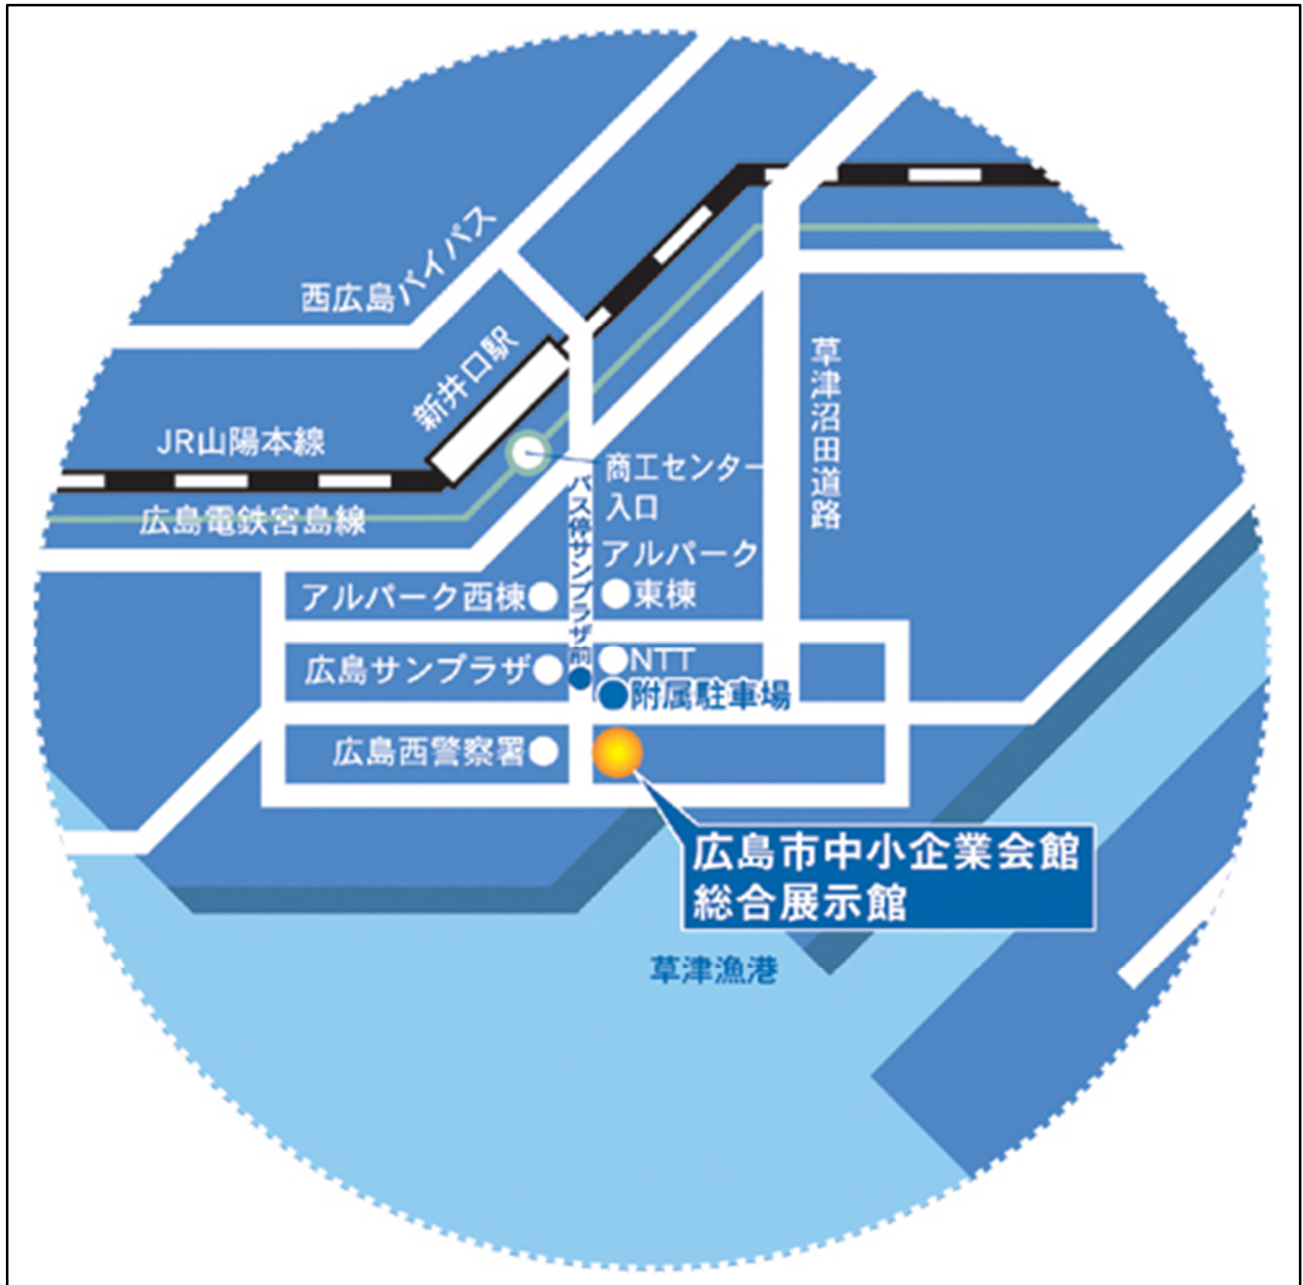 西広島バイパス
新井口駅
草津沼田道路
JR山陽本線
商工センター
入口
バス停サンプラザ前
広島電鉄宮島線
アルパーク
東棟
アルパーク西棟
NTT
広島サンプラザ
附属駐車場
広島西警察署
広島市中小企業会館
総合展示館
草津漁港